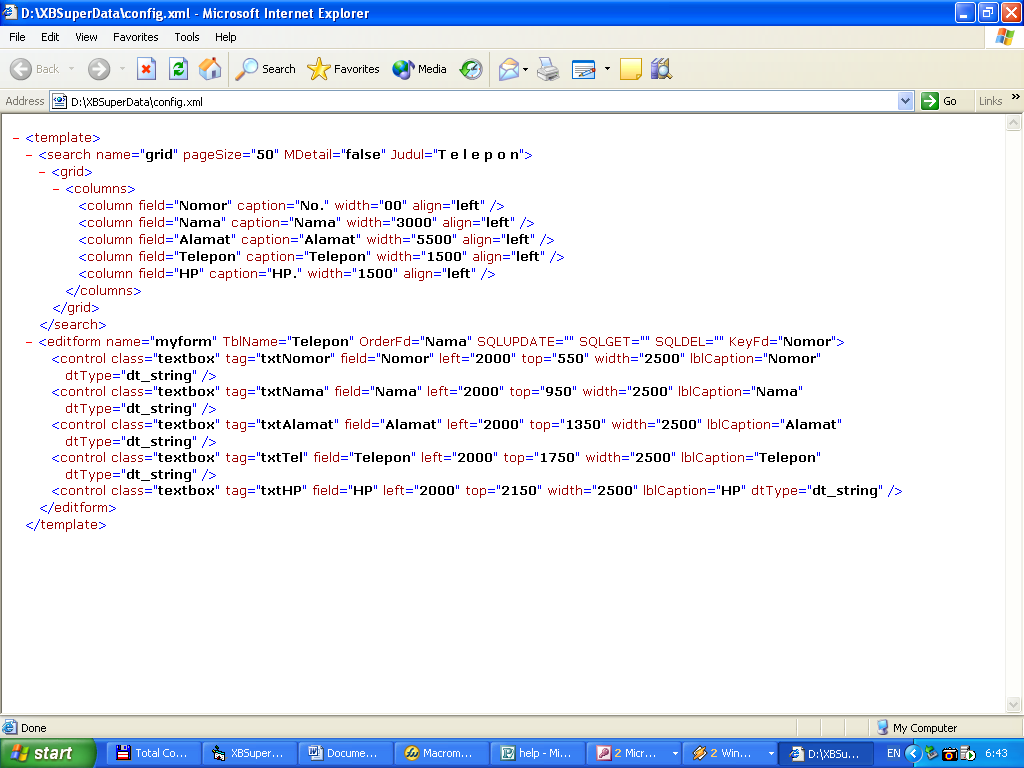 D:\XBSuperData\config.xml - Microsoft Internet Explorer
File Edit View Favorites Tools Help
Back Search Favorites Media
Address D:\XBSuperData\config.xml Go Links »
- <template>
- <search name="grid" pageSize="50" MDetail="false" Judul="T e l e p o n">
- <grid>
- <columns>
<column field="Nomor" caption="No." width="00" align="left" />
<column field="Nama" caption="Nama" width="3000" align="left" />
<column field="Alamat" caption="Alamat" width="5500" align="left" />
<column field="Telepon" caption="Telepon" width="1500" align="left" />
<column field="HP" caption="HP." width="1500" align="left" />
</columns>
</grid>
</search>
- <editform name="myform" TblName="Telepon" OrderFd="Nama" SQLUPDATE="" SQLGET="" SQLDEL="" KeyFd="Nomor">
<control class="textbox" tag="txtNomor" field="Nomor" left="2000" top="550" width="2500" lblCaption="Nomor"
dtType="dt_string" />
<control class="textbox" tag="txtNama" field="Nama" left="2000" top="950" width="2500" lblCaption="Nama"
dtType="dt_string" />
<control class="textbox" tag="txtAlamat" field="Alamat" left="2000" top="1350" width="2500" lblCaption="Alamat"
dtType="dt_string" />
<control class="textbox" tag="txtTel" field="Telepon" left="2000" top="1750" width="2500" lblCaption="Telepon"
dtType="dt_string" />
<control class="textbox" tag="txtHP" field="HP" left="2000" top="2150" width="2500" lblCaption="HP" dtType="dt_string" />
</editform>
</template>
Done My Computer
start Total Co... XBSuper... Docume... Macrom... help - Mi... 2 Micr... 2 Win... D:\XBSu... EN 6:43